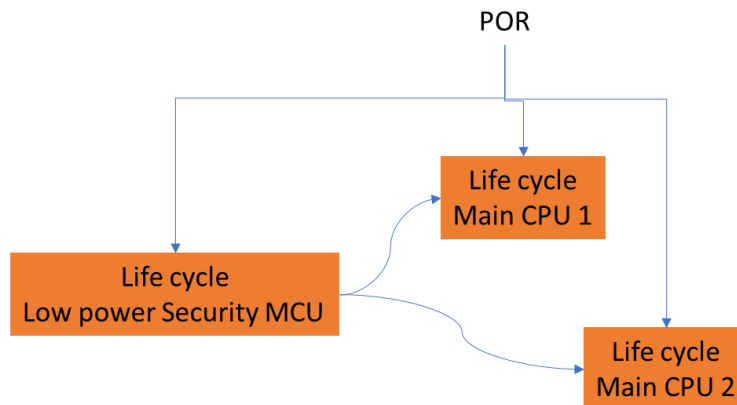 POR
Life cycle
Main CPU 1
Life cycle
Low power Security MCU
Life cycle
Main CPU 2